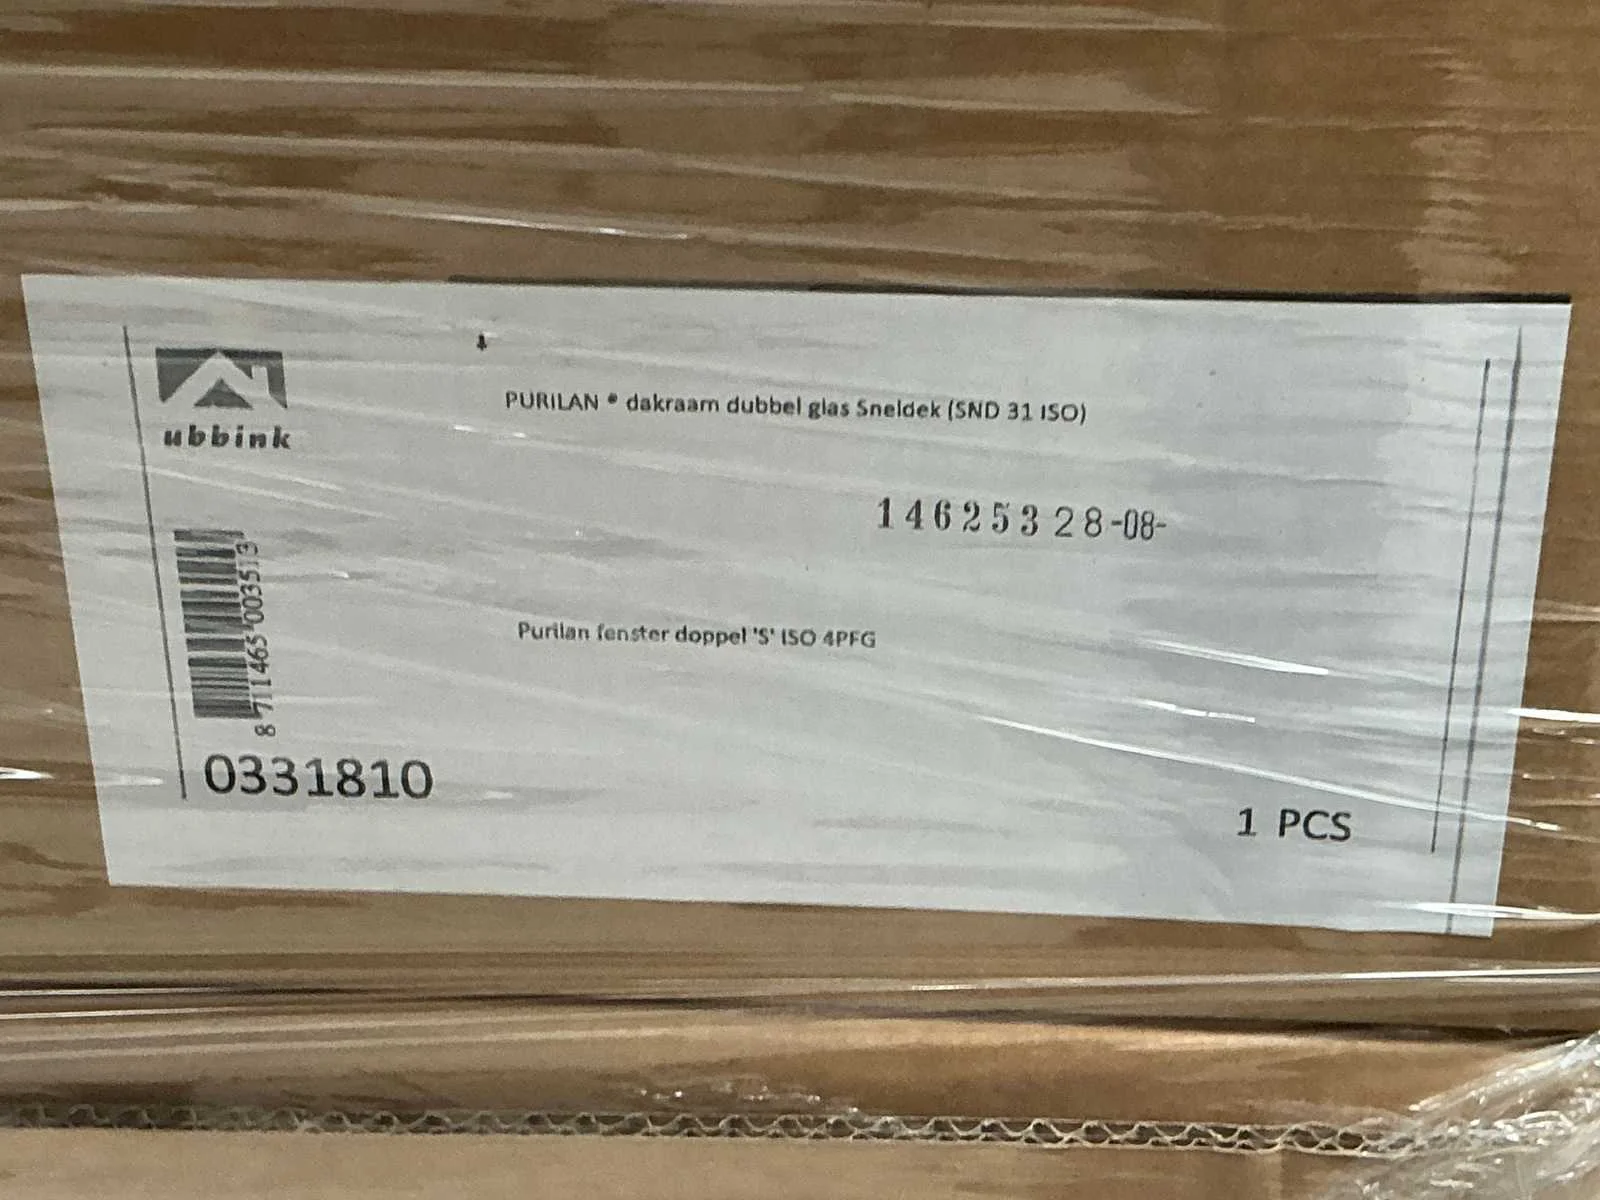 ubbink
PURILAN ® dakraam dubbel glas Sneldek (SND 31 ISO)
14625328-08-
8 711465 003513
Purilan fenster doppel 'S' ISO 4PFG
0331810
1 PCS